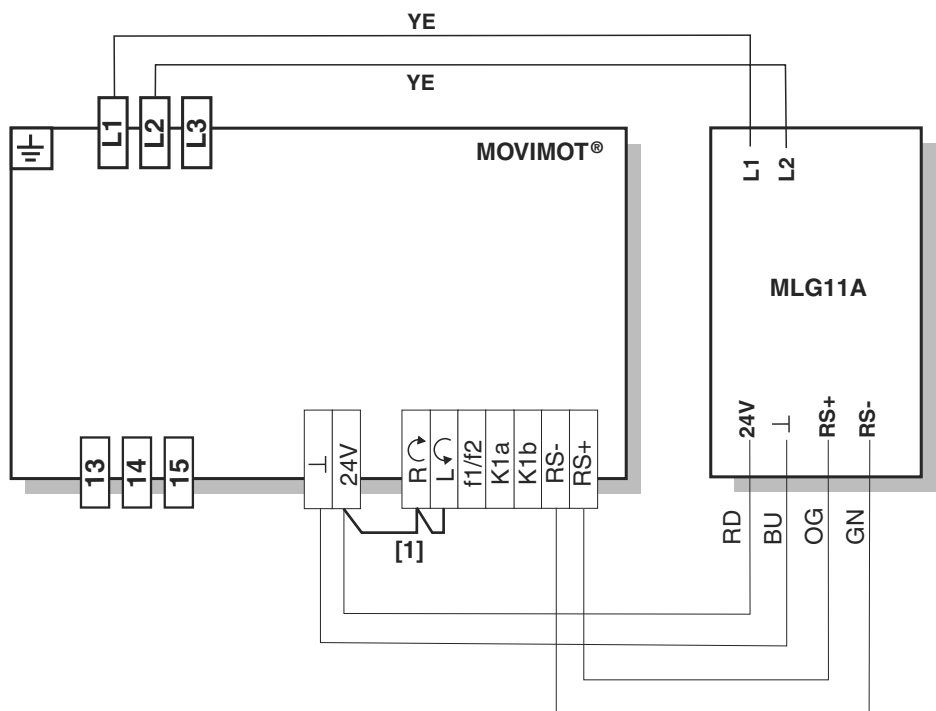 YE
YE
L1
L2
L3
MOVIMOT®
L1
L2
MLG11A
13
14
15
⊥
24V
R
L
f1/f2
K1a
K1b
RS-
RS+
24V
⊥
RS+
RS-
[1]
RD
BU
OG
GN